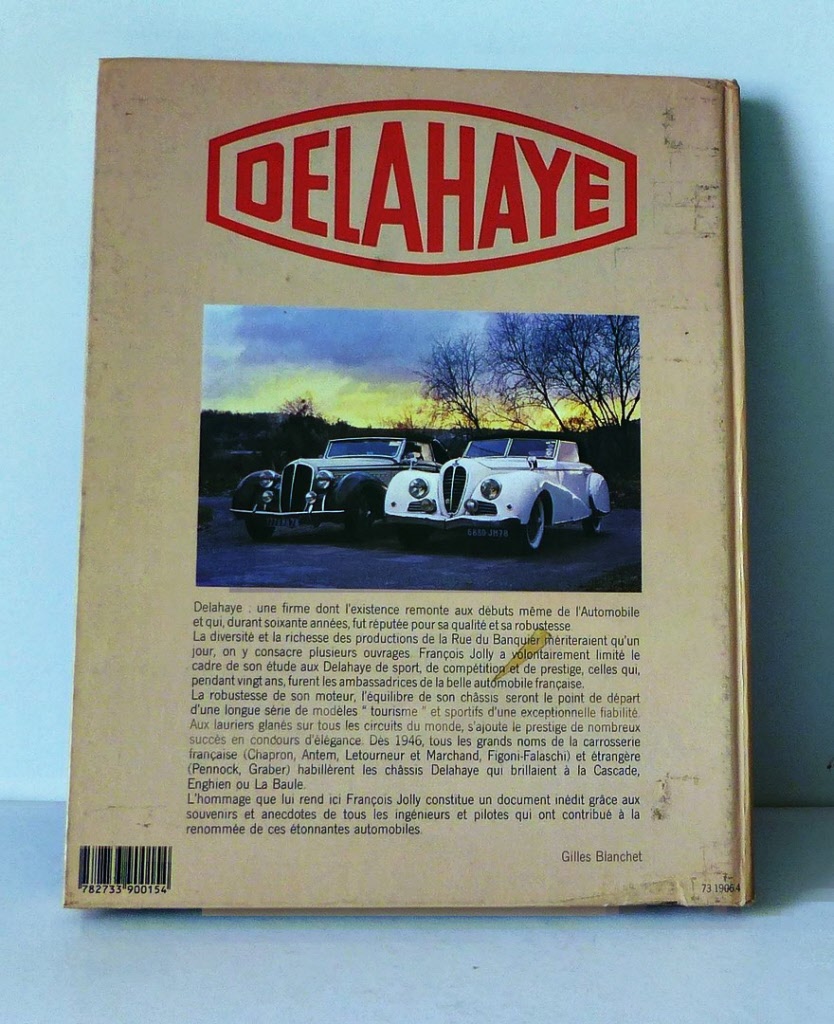 DELAHAYE
5680-JH78
Delahaye : une firme dont l'existence remonte aux débuts même de l'Automobile
et qui, durant soixante années, fut réputée pour sa qualité et sa robustesse.
La diversité et la richesse des productions de la Rue du Banquier mériteraient qu'un
jour, on y consacre plusieurs ouvrages. François Jolly a volontairement limité le
cadre de son étude aux Delahaye de sport, de compétition et de prestige, celles qui,
pendant vingt ans, furent les ambassadrices de la belle automobile française.
La robustesse de son moteur, l'équilibre de son châssis seront le point de départ
d'une longue série de modèles " tourisme " et sportifs d'une exceptionnelle fiabilité.
Aux lauriers glanés sur tous les circuits du monde, s'ajoute le prestige de nombreux
succès en condours d'élégance. Dès 1946, tous les grands noms de la carrosserie
française (Chapron, Antem, Letourneur et Marchand, Figoni-Falaschi) et étrangère
(Pennock, Graber) habillèrent les châssis Delahaye qui brillaient à la Cascade,
Enghien ou La Baule.
L'hommage que lui rend ici François Jolly constitue un document inédit grâce aux
souvenirs et anecdotes de tous les ingénieurs et pilotes qui ont contribué à la
renommée de ces étonnantes automobiles.
Gilles Blanchet
782733 900154
73 1906.4